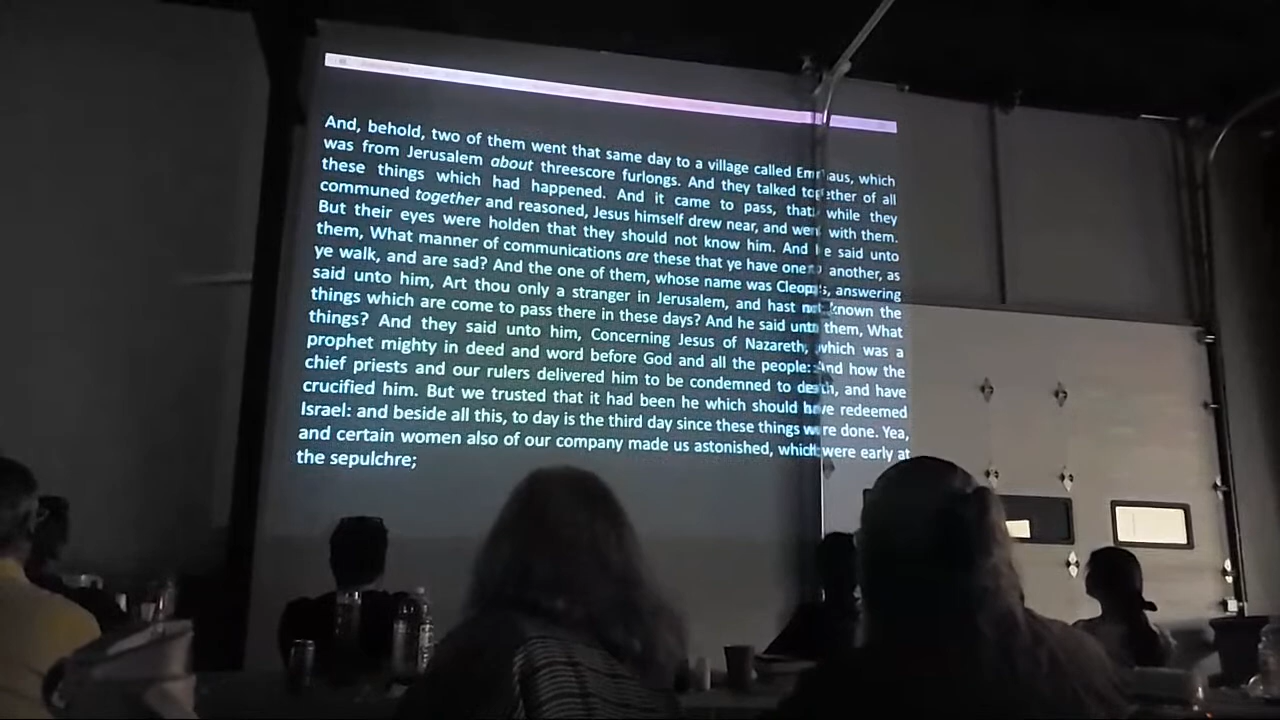 And, behold, two of them went that same day to a village called Emmaus, which
was from Jerusalem about threescore furlongs. And they talked together of all
these things which had happened. And it came to pass, that, while they
communed together and reasoned, Jesus himself drew near, and went with them.
But their eyes were holden that they should not know him. And he said unto
them, What manner of communications are these that ye have one to another, as
ye walk, and are sad? And the one of them, whose name was Cleopas, answering
said unto him, Art thou only a stranger in Jerusalem, and hast not known the
things which are come to pass there in these days? And he said unto them, What
things? And they said unto him, Concerning Jesus of Nazareth, which was a
prophet mighty in deed and word before God and all the people: And how the
chief priests and our rulers delivered him to be condemned to death, and have
crucified him. But we trusted that it had been he which should have redeemed
Israel: and beside all this, to day is the third day since these things were done. Yea,
and certain women also of our company made us astonished, which were early at
the sepulchre;